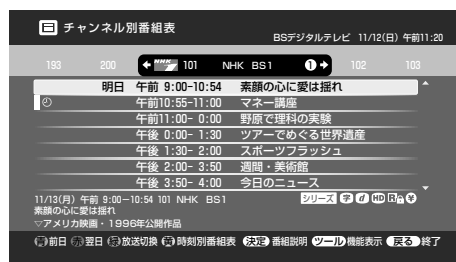 チャンネル別番組表
BSデジタルテレビ 11/12(日) 午前11:20
193 200 NHK 101 NHK BS1 1 102 103
明日 午前 9:00-10:54 素顔の心に愛は揺れ
午前10:55-11:00 マネー講座
午前11:00- 0:00 野原で理科の実験
午後 0:00- 1:30 ツアーでめぐる世界遺産
午後 1:30- 2:00 スポーツフラッシュ
午後 2:00- 3:50 週間・美術館
午後 3:50- 4:00 今日のニュース
11/13(月) 午前 9:00-10:54 101 NHK BS1 シリーズ 字 d HD R ¥
素顔の心に愛は揺れ
▽アメリカ映画・1996年公開作品
青 前日 赤 翌日 緑 放送切換 黄 時刻別番組表 決定 番組説明 ツール 機能表示 戻る 終了